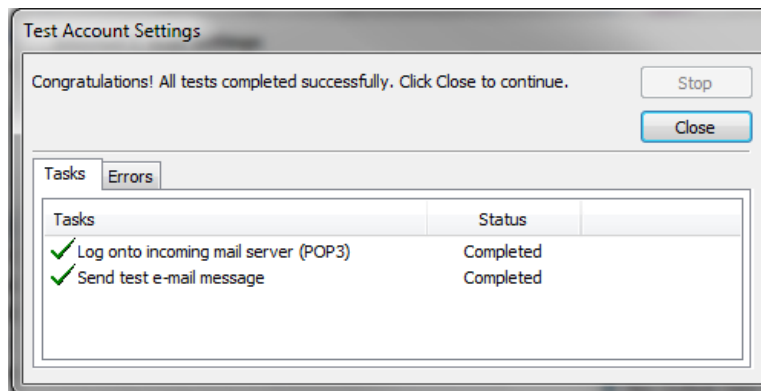 Test Account Settings
Congratulations! All tests completed successfully. Click Close to continue.
Stop
Close
Tasks Errors
Tasks Status
Log onto incoming mail server (POP3) Completed
Send test e-mail message Completed